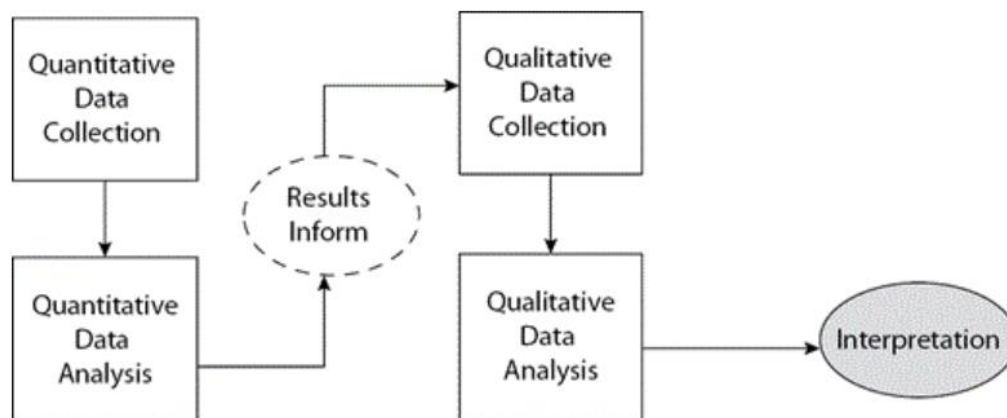 Quantitative
Data
Collection
Quantitative
Data
Analysis
Results
Inform
Qualitative
Data
Collection
Qualitative
Data
Analysis
Interpretation